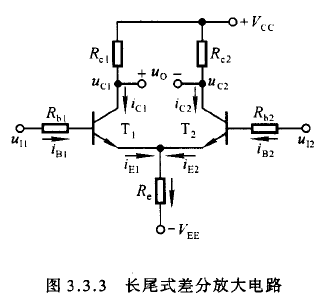 +V_CC
R_c1
R_c2
u_C1
+
u_O
−
u_C2
i_C1
i_C2
R_b1
T_1
T_2
R_b2
u_I1
i_B1
i_B2
u_I2
i_E1
i_E2
R_e
−V_EE
图 3.3.3 长尾式差分放大电路